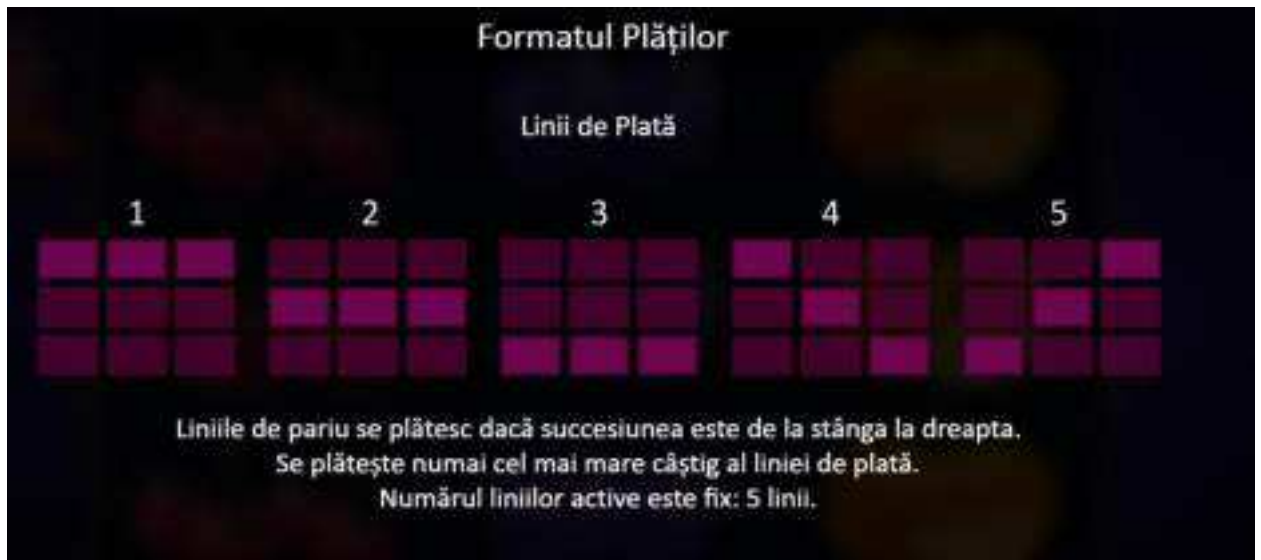 Formatul Plăților
Linii de Plată
1 2 3 4 5
Liniile de pariu se plătesc dacă succesiunea este de la stânga la dreapta.
Se plătește numai cel mai mare câștig al liniei de plată.
Numărul liniilor active este fix: 5 linii.